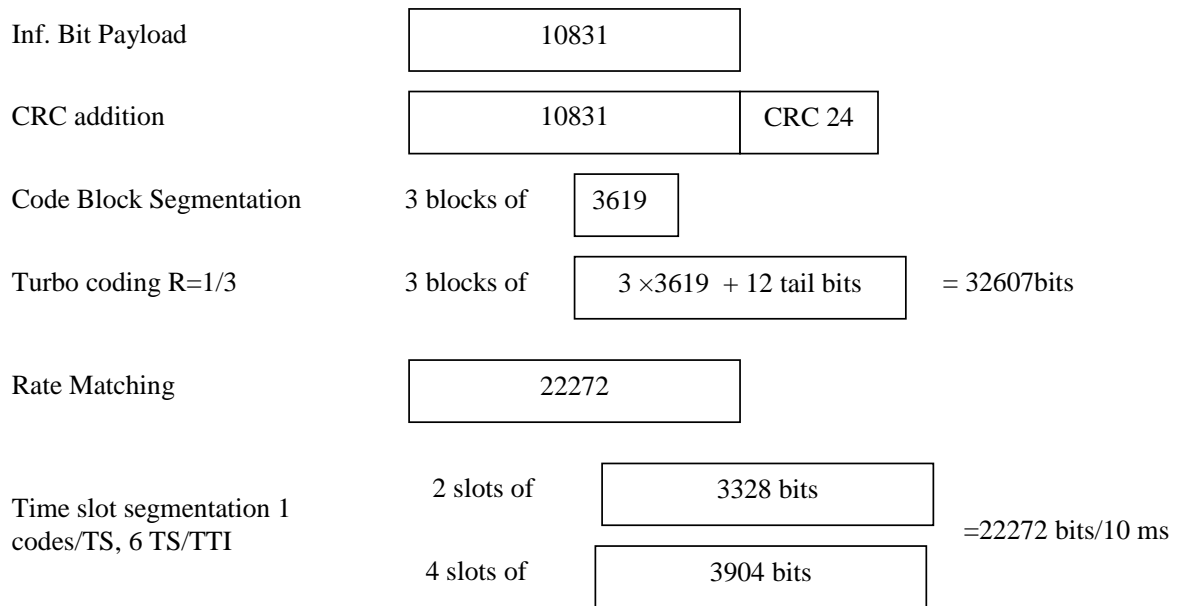 Inf. Bit Payload
10831
CRC addition
10831
CRC 24
Code Block Segmentation
3 blocks of
3619
Turbo coding R=1/3
3 blocks of
3 ×3619 + 12 tail bits
= 32607bits
Rate Matching
22272
2 slots of
3328 bits
Time slot segmentation 1
codes/TS, 6 TS/TTI
=22272 bits/10 ms
4 slots of
3904 bits